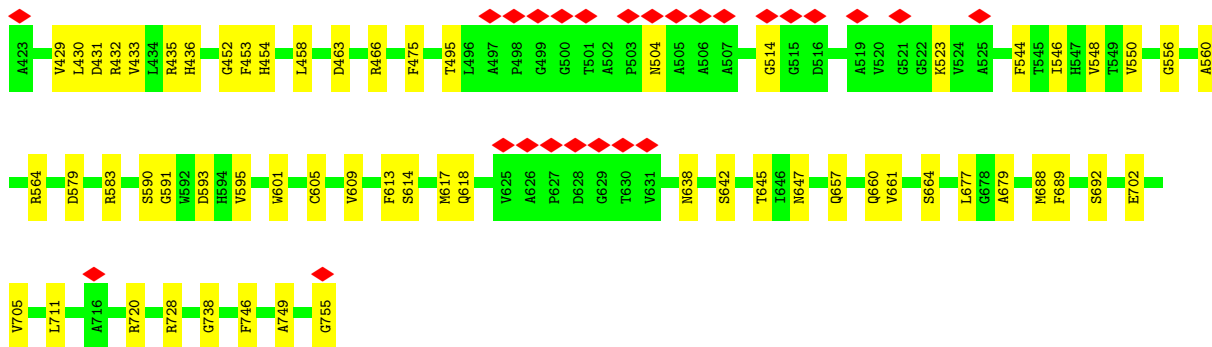 A423 V429 L430 D431 R432 V433 L434 R435 H436 G452 F453 H454 L458 D463 R466 F475 T495 L496 A497 P498 G499 G500 T501 A502 P503 N504 A505 A506 A507 G514 G515 D516 A519 V520 G521 G522 K523 V524 A525 F544 T545 I546 H547 V548 T549 V550 G556 A560
R564 D579 R583 S590 G591 W592 D593 H594 V595 W601 C605 V609 F613 S614 M617 Q618 V625 A626 P627 D628 G629 T630 V631 N638 S642 T645 I646 N647 Q657 Q660 V661 S664 L677 G678 A679 M688 F689 S692 E702
V705 L711 A716 R720 R728 G738 F746 A749 G755